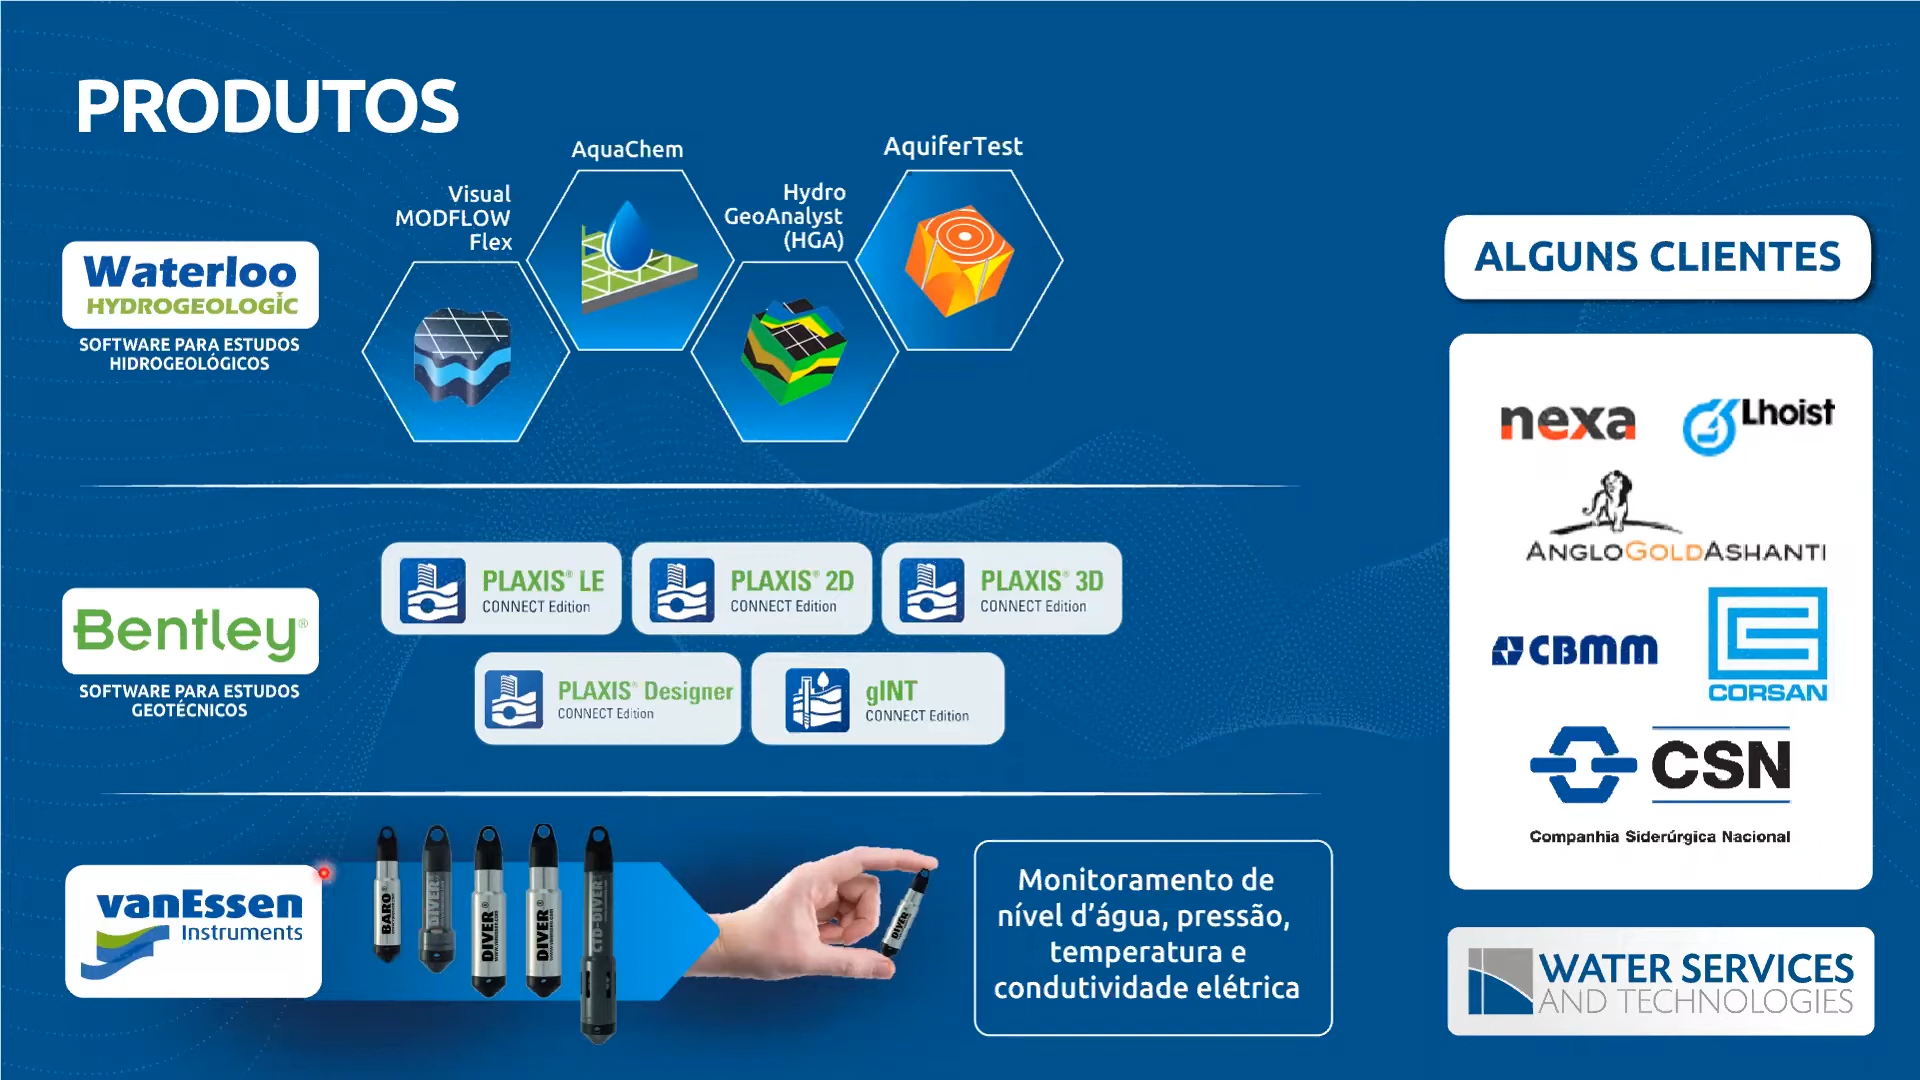 PRODUTOS
Waterloo
HYDROGEOLOGIC
SOFTWARE PARA ESTUDOS
HIDROGEOLÓGICOS
Visual
MODFLOW
Flex
AquaChem
Hydro
GeoAnalyst
(HGA)
AquiferTest
Bentley®
SOFTWARE PARA ESTUDOS
GEOTÉCNICOS
PLAXIS® LE
CONNECT Edition
PLAXIS® 2D
CONNECT Edition
PLAXIS® 3D
CONNECT Edition
PLAXIS® Designer
CONNECT Edition
gINT
CONNECT Edition
vanEssen
Instruments
BARO®
DIVER®
DIVER®
DIVER®
CTD-DIVER®
DIVER®
Monitoramento de
nível d’água, pressão,
temperatura e
condutividade elétrica
ALGUNS CLIENTES
nexa
Lhoist
ANGLOGOLDASHANTI
CBMM
CORSAN
CSN
Companhia Siderúrgica Nacional
WATER SERVICES
AND TECHNOLOGIES